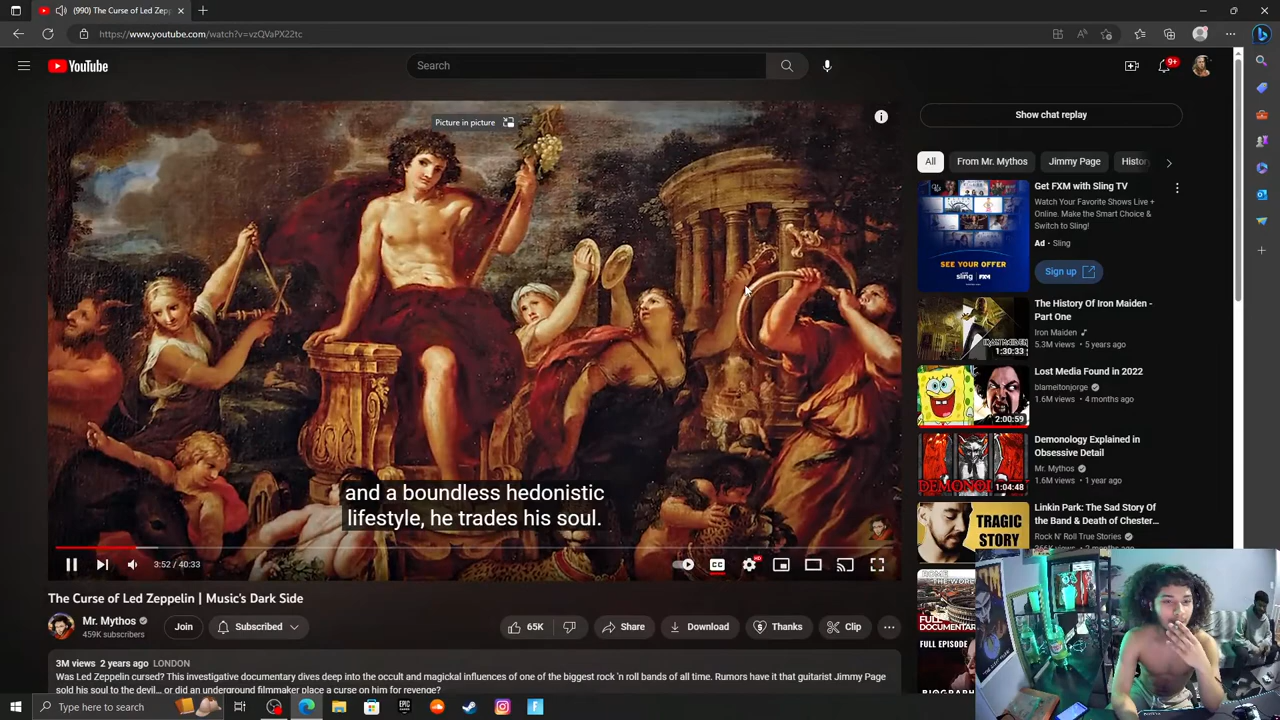 (990) The Curse of Led Zepp
https://www.youtube.com/watch?v=vzQVaPX22tc
YouTube
Search
9+
Picture in picture
Show chat replay
All
From Mr. Mythos
Jimmy Page
History
Get FXM with Sling TV
Watch Your Favorite Shows Live +
Online. Make the Smart Choice &
Switch to Sling!
Ad · Sling
Sign up
SEE YOUR OFFER
sling FXM
The History Of Iron Maiden -
Part One
Iron Maiden
5.3M views • 5 years ago
1:30:33
Lost Media Found in 2022
blameitonjorge
1.6M views • 4 months ago
2:00:59
Demonology Explained in
Obsessive Detail
Mr. Mythos
1.6M views • 1 year ago
1:04:48
Linkin Park: The Sad Story Of
the Band & Death of Chester...
Rock N' Roll True Stories
TRAGIC
STORY
FULL EPISODE
and a boundless hedonistic
lifestyle, he trades his soul.
3:52 / 40:33
CC
HD
The Curse of Led Zeppelin | Music's Dark Side
Mr. Mythos
459K subscribers
Join
Subscribed
65K
Share
Download
Thanks
Clip
3M views 2 years ago LONDON
Was Led Zeppelin cursed? This investigative documentary dives deep into the occult and magickal influences of one of the biggest rock 'n roll bands of all time. Rumors have it that guitarist Jimmy Page
sold his soul to the devil... or did an underground filmmaker place a curse on him for revenge?
Type here to search